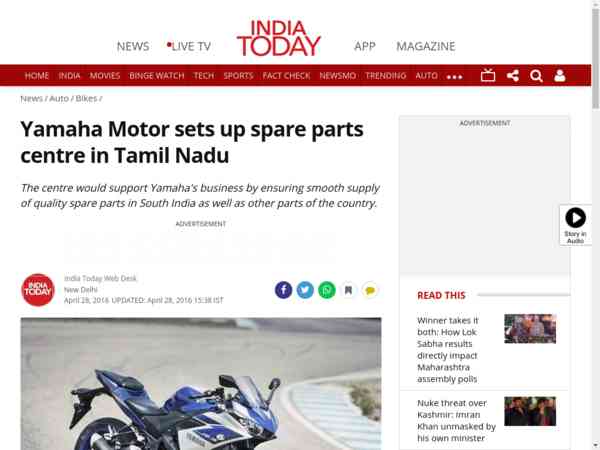 NEWS
LIVE TV
INDIA
TODAY
APP
MAGAZINE
HOME INDIA MOVIES BINGE WATCH TECH SPORTS FACT CHECK NEWSMO TRENDING AUTO
News / Auto / Bikes /
Yamaha Motor sets up spare parts
centre in Tamil Nadu
The centre would support Yamaha's business by ensuring smooth supply
of quality spare parts in South India as well as other parts of the country.
ADVERTISEMENT
INDIA
TODAY
India Today Web Desk
New Delhi
April 28, 2016 UPDATED: April 28, 2016 15:38 IST
YAMAHA
ADVERTISEMENT
Story in
Audio
READ THIS
Winner takes it
both: How Lok
Sabha results
directly impact
Maharashtra
assembly polls
Nuke threat over
Kashmir: Imran
Khan unmasked by
his own minister